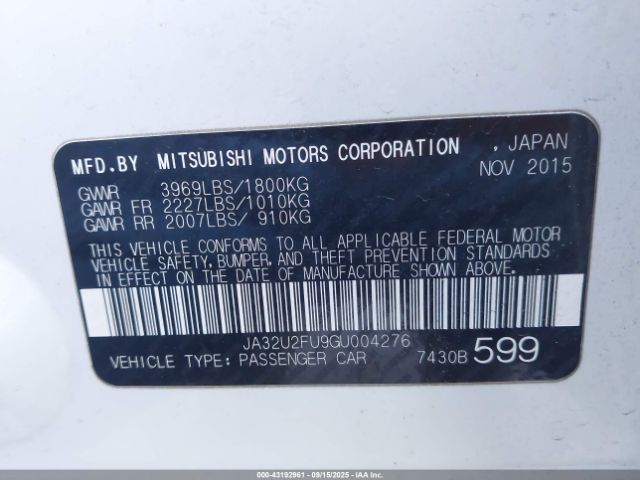 MFD.BY MITSUBISHI MOTORS CORPORATION , JAPAN
NOV 2015
GVWR 3969LBS/1800KG
GAWR FR 2227LBS/1010KG
GAWR RR 2007LBS/ 910KG
THIS VEHICLE CONFORMS TO ALL APPLICABLE FEDERAL MOTOR
VEHICLE SAFETY, BUMPER, AND THEFT PREVENTION STANDARDS
IN EFFECT ON THE DATE OF MANUFACTURE SHOWN ABOVE.
JA32U2FU9GU004276
VEHICLE TYPE: PASSENGER CAR 7430B 599
000-43192961 - 09/15/2025 - IAAI.COM